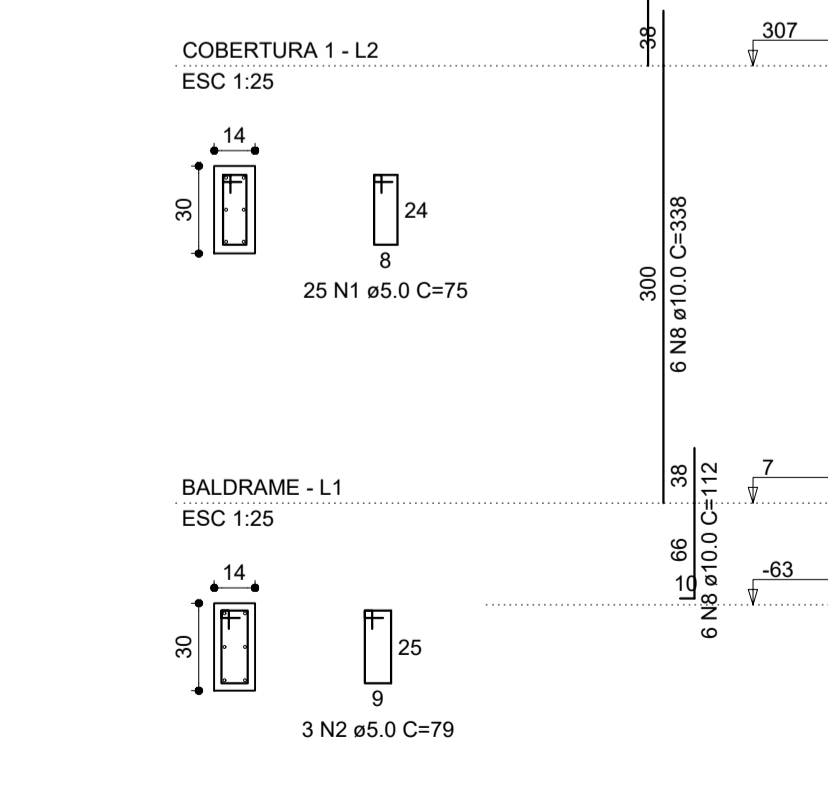 38
307
COBERTURA 1 - L2
ESC 1:25
14
30
24
8
25 N1 ø5.0 C=75
300
6 N8 ø10.0 C=338
BALDRAME - L1
ESC 1:25
38
7
66
10
6 N8 ø10.0 C=112
-63
14
30
25
9
3 N2 ø5.0 C=79